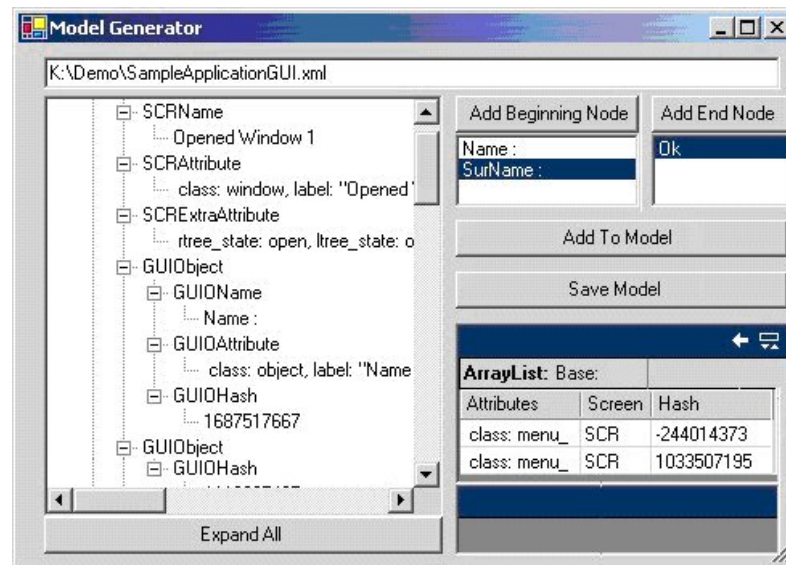 Model Generator
K:\Demo\SampleApplicationGUI.xml
SCRName
Opened Window 1
SCRAttribute
class: window, label: "Opened
SCRExtraAttribute
rtree_state: open, ltree_state: o
GUIObject
GUIOName
Name :
GUIOAttribute
class: object, label: "Name
GUIOHash
1687517667
GUIObject
GUIOHash
Expand All
Add Beginning Node
Add End Node
Name :
SurName :
Ok
Add To Model
Save Model
ArrayList: Base:
Attributes Screen Hash
class: menu_ SCR -244014373
class: menu_ SCR 1033507195